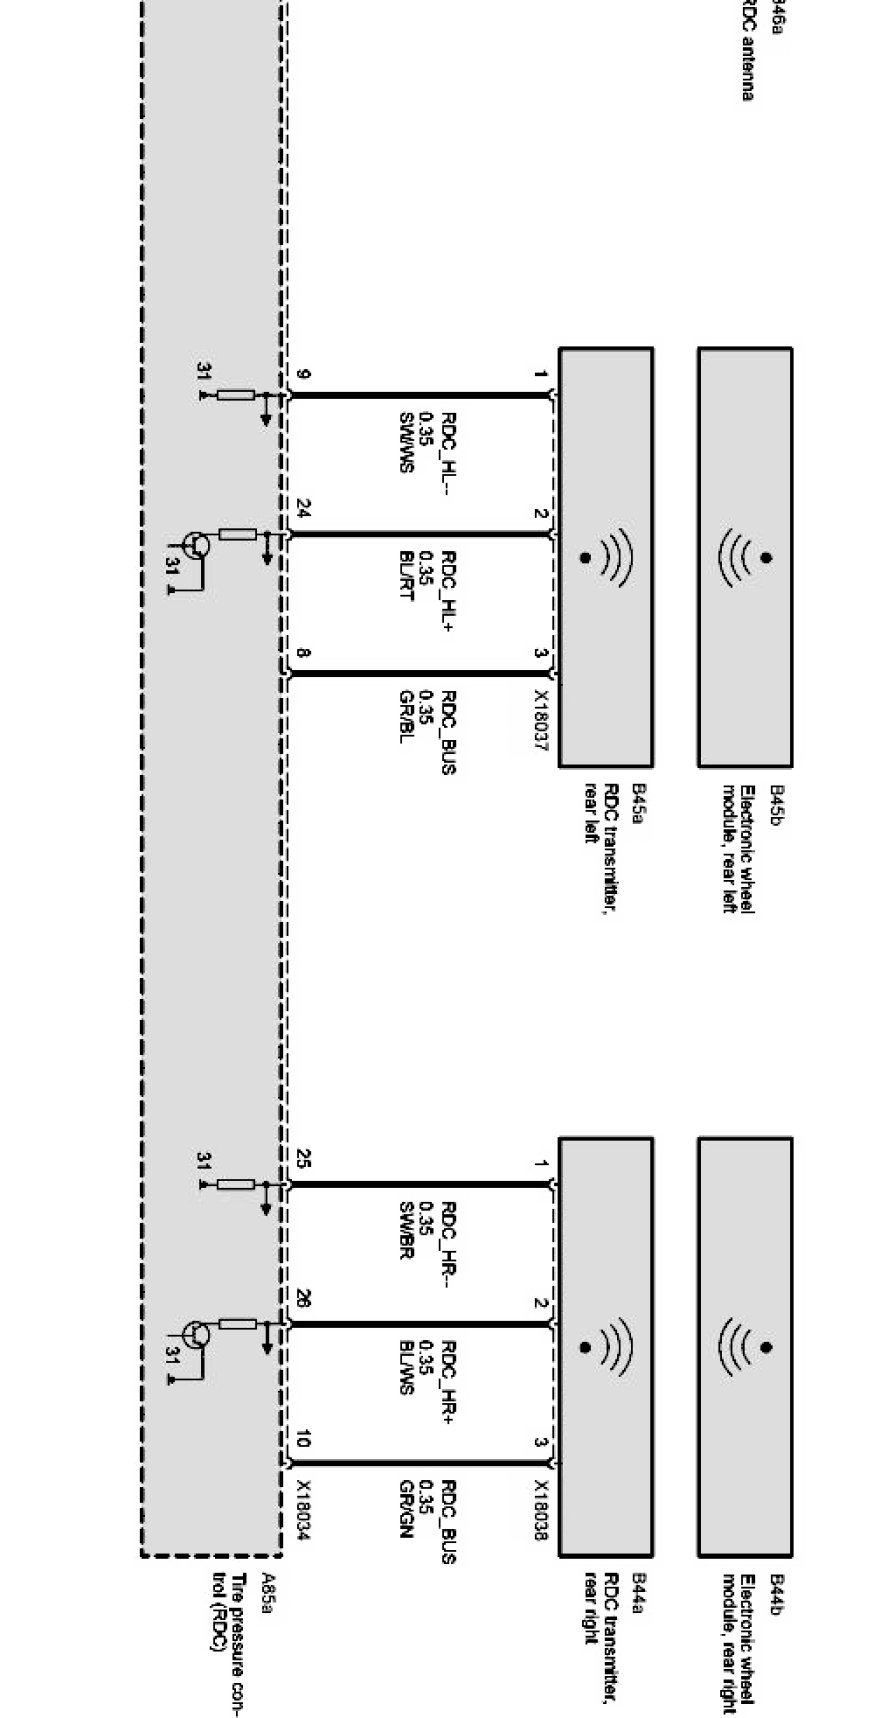 B46a
RDC antenna
B45b
Electronic wheel
module, rear left
B44b
Electronic wheel
module, rear right
B45a
RDC transmitter,
rear left
B44a
RDC transmitter,
rear right
1
2
3
X18037
1
2
3
X18038
RDC_HL--
0.35
SW/WS
RDC_HL+
0.35
BL/RT
RDC_BUS
0.35
GR/BL
RDC_HR--
0.35
SW/BR
RDC_HR+
0.35
BL/WS
RDC_BUS
0.35
GR/GN
9
24
8
25
26
10
X18034
31
31
31
31
A85a
Tire pressure con-
trol (RDC)